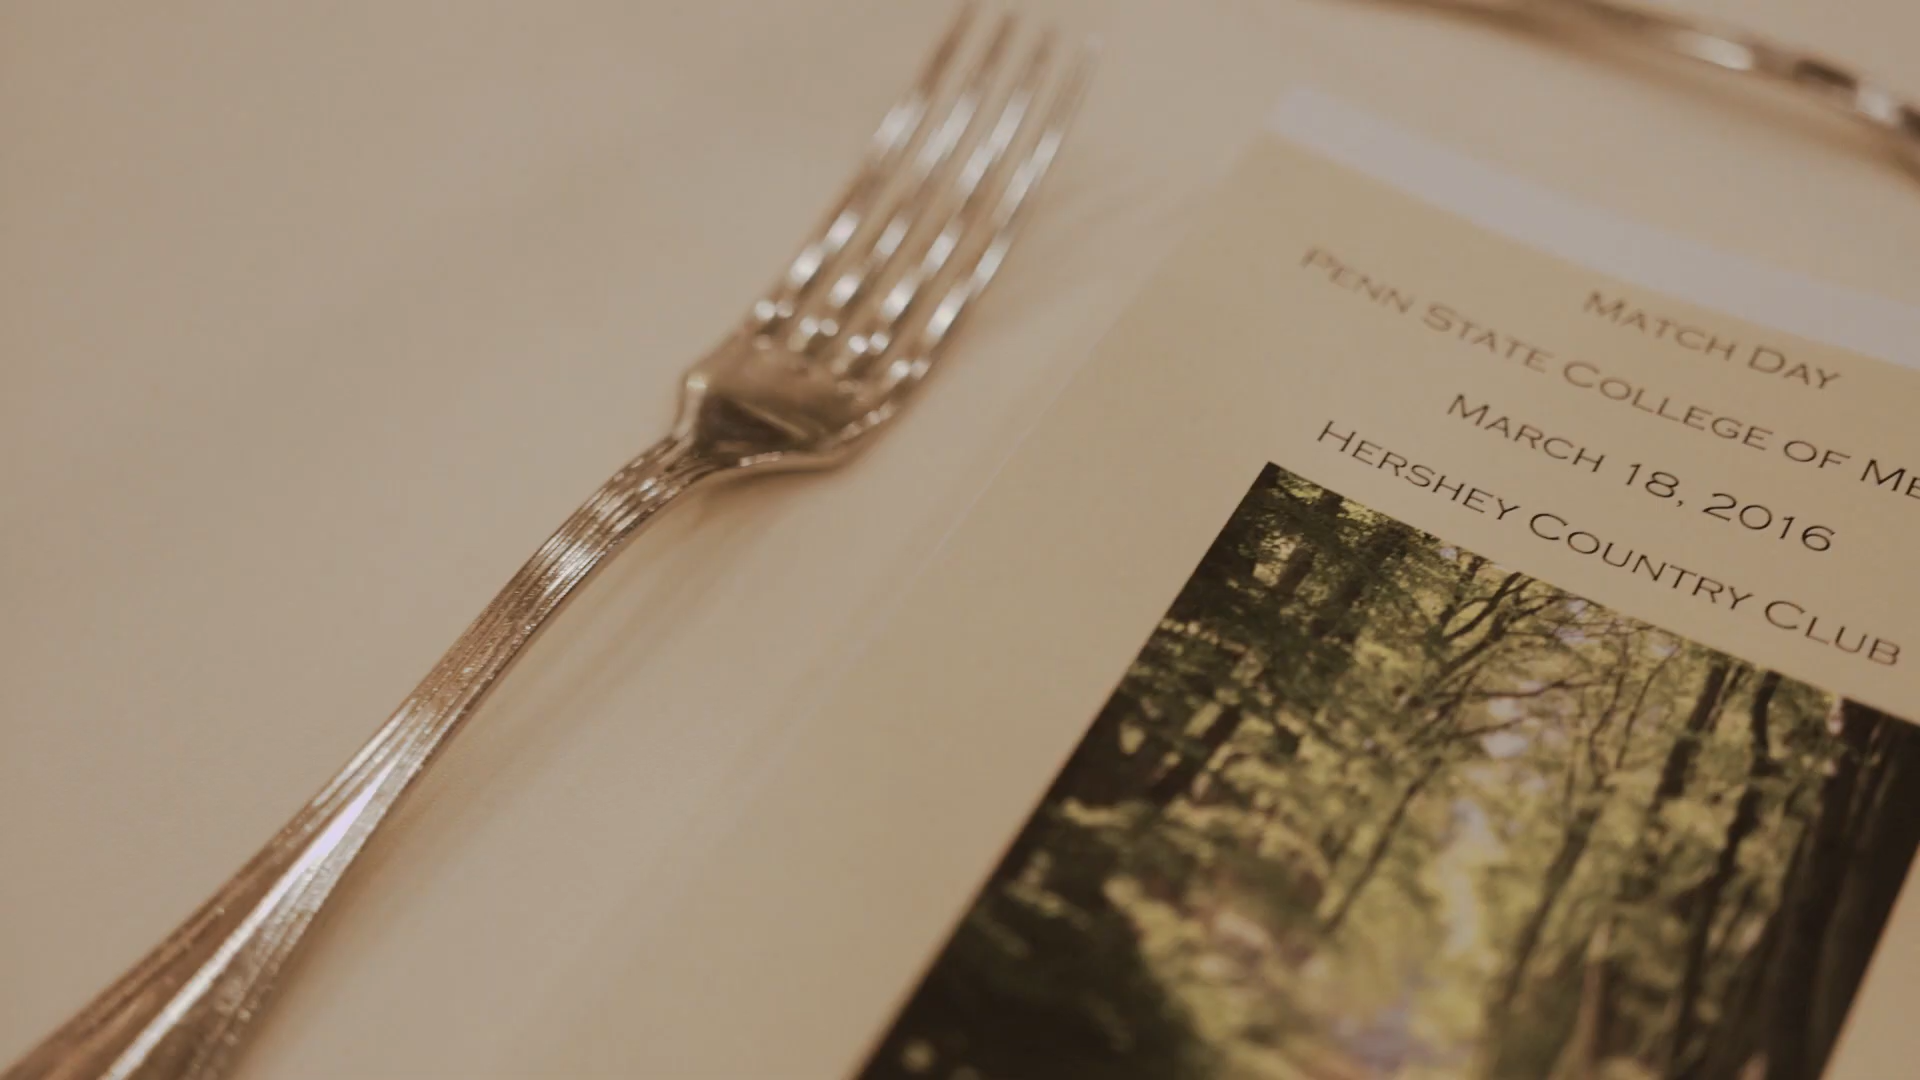 Match Day
Penn State College of Me
March 18, 2016
Hershey Country Club